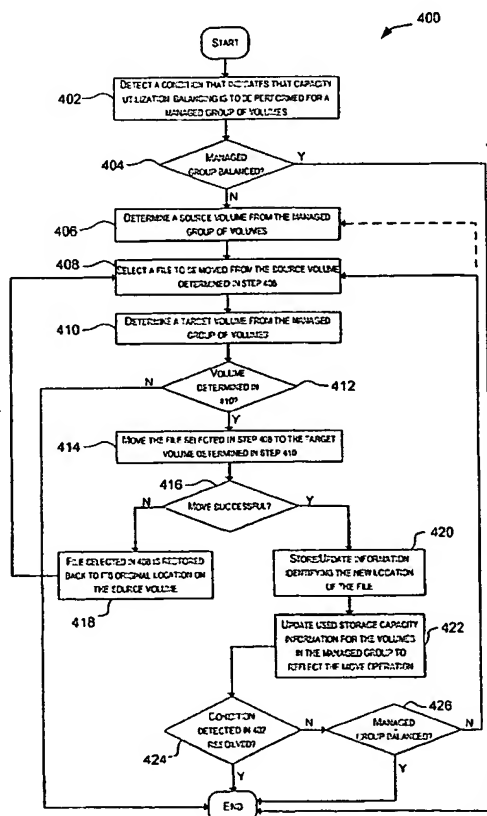 400
START
402
DETECT A CONDITION THAT INDICATES THAT CAPACITY
UTILIZATION BALANCING IS TO BE PERFORMED FOR A
MANAGED GROUP OF VOLUMES
404
MANAGED
GROUP BALANCED?
Y
N
406
DETERMINE A SOURCE VOLUME FROM THE MANAGED
GROUP OF VOLUMES
408
SELECT A FILE TO BE MOVED FROM THE SOURCE VOLUME
DETERMINED IN STEP 406
410
DETERMINE A TARGET VOLUME FROM THE MANAGED
GROUP OF VOLUMES
N
VOLUME
DETERMINED IN
410?
412
Y
414
MOVE THE FILE SELECTED IN STEP 408 TO THE TARGET
VOLUME DETERMINED IN STEP 410
416
N
MOVE SUCCESSFUL?
Y
420
FILE SELECTED IN 408 IS RESTORED
BACK TO ITS ORIGINAL LOCATION ON
THE SOURCE VOLUME
418
STORE/UPDATE INFORMATION
IDENTIFYING THE NEW LOCATION
OF THE FILE
UPDATE USED STORAGE CAPACITY
INFORMATION FOR THE VOLUMES
IN THE MANAGED GROUP TO
REFLECT THE MOVE OPERATION
422
426
CONDITION
DETECTED IN 402
RESOLVED?
424
N
MANAGED
GROUP BALANCED?
N
Y
Y
END